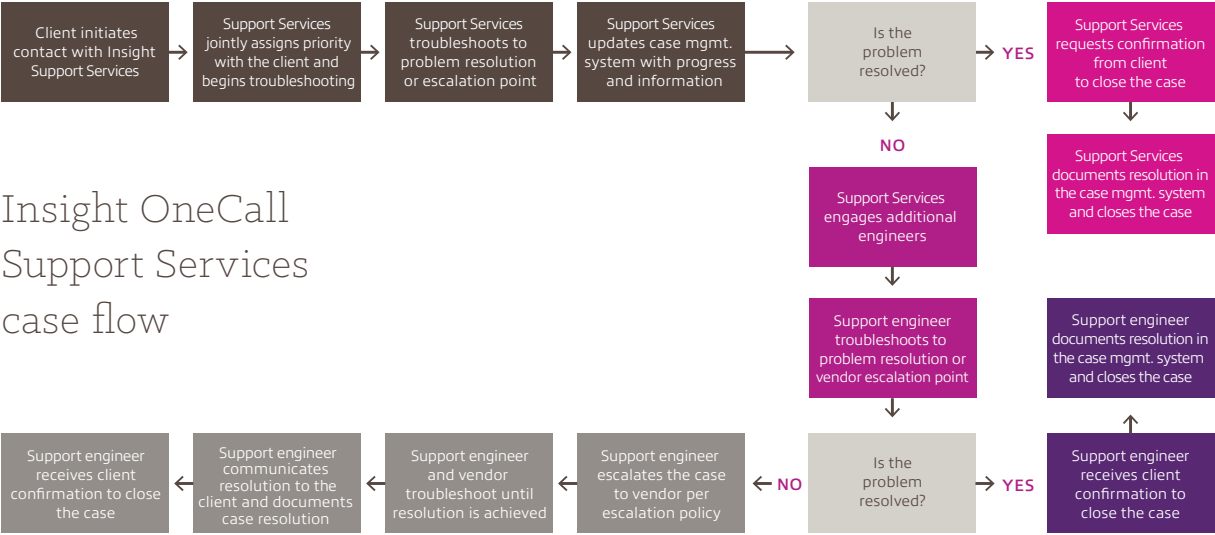 Client initiates
contact with Insight
Support Services
Support Services
jointly assigns priority
with the client and
begins troubleshooting
Support Services
troubleshoots to
problem resolution
or escalation point
Support Services
updates case mgmt.
system with progress
and information
Is the
problem
resolved?
YES
Support Services
requests confirmation
from client
to close the case
NO
Support Services
documents resolution in
the case mgmt. system
and closes the case
Insight OneCall
Support Services
case flow
Support Services
engages additional
engineers
Support engineer
troubleshoots to
problem resolution or
vendor escalation point
Support engineer
documents resolution in
the case mgmt. system
and closes the case
Support engineer
receives client
confirmation to close
the case
Support engineer
communicates
resolution to the
client and documents
case resolution
Support engineer
and vendor
troubleshoot until
resolution is achieved
Support engineer
escalates the case
to vendor per
escalation policy
NO
Is the
problem
resolved?
YES
Support engineer
receives client
confirmation to
close the case